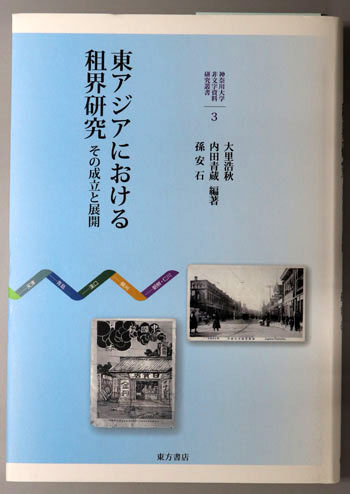 東アジアにおける
租界研究
その成立と展開
神奈川大学
非文字資料
研究叢書
3
大里浩秋
内田青蔵
孫安石
編著
東方書店